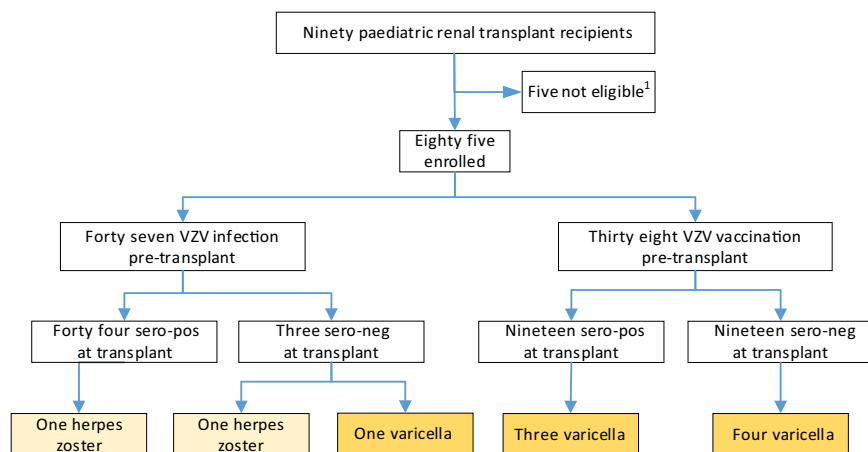 Ninety paediatric renal transplant recipients
Five not eligible¹
Eighty five
enrolled
Forty seven VZV infection
pre-transplant
Thirty eight VZV vaccination
pre-transplant
Forty four sero-pos
at transplant
Three sero-neg
at transplant
Nineteen sero-pos
at transplant
Nineteen sero-neg
at transplant
One herpes
zoster
One herpes
zoster
One varicella
Three varicella
Four varicella